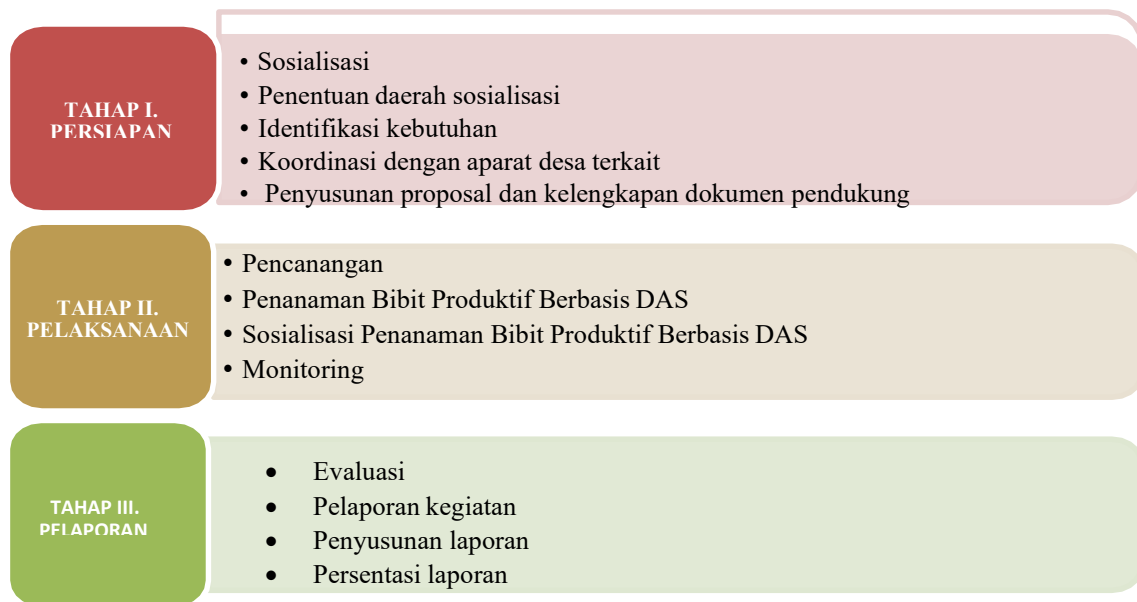 TAHAP I.
PERSIAPAN
• Sosialisasi
• Penentuan daerah sosialisasi
• Identifikasi kebutuhan
• Koordinasi dengan aparat desa terkait
• Penyusunan proposal dan kelengkapan dokumen pendukung
TAHAP II.
PELAKSANAAN
• Pencanangan
• Penanaman Bibit Produktif Berbasis DAS
• Sosialisasi Penanaman Bibit Produktif Berbasis DAS
• Monitoring
TAHAP III.
PELAPORAN
• Evaluasi
• Pelaporan kegiatan
• Penyusunan laporan
• Persentasi laporan